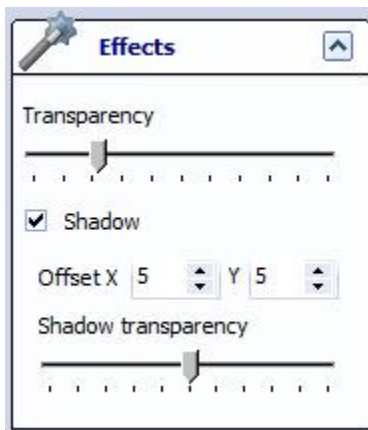 Effects
Transparency
Shadow
Offset X 5 Y 5
Shadow transparency